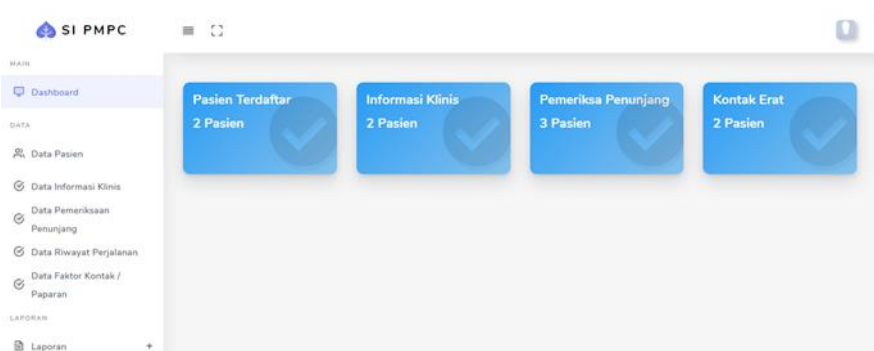 SI PMPC
MAIN
Dashboard
DATA
Data Pasien
Data Informasi Klinis
Data Pemeriksaan
Penunjang
Data Riwayat Perjalanan
Data Faktor Kontak /
Paparan
LAPORAN
Laporan +
Pasien Terdaftar
2 Pasien
Informasi Klinis
2 Pasien
Pemeriksa Penunjang
3 Pasien
Kontak Erat
2 Pasien